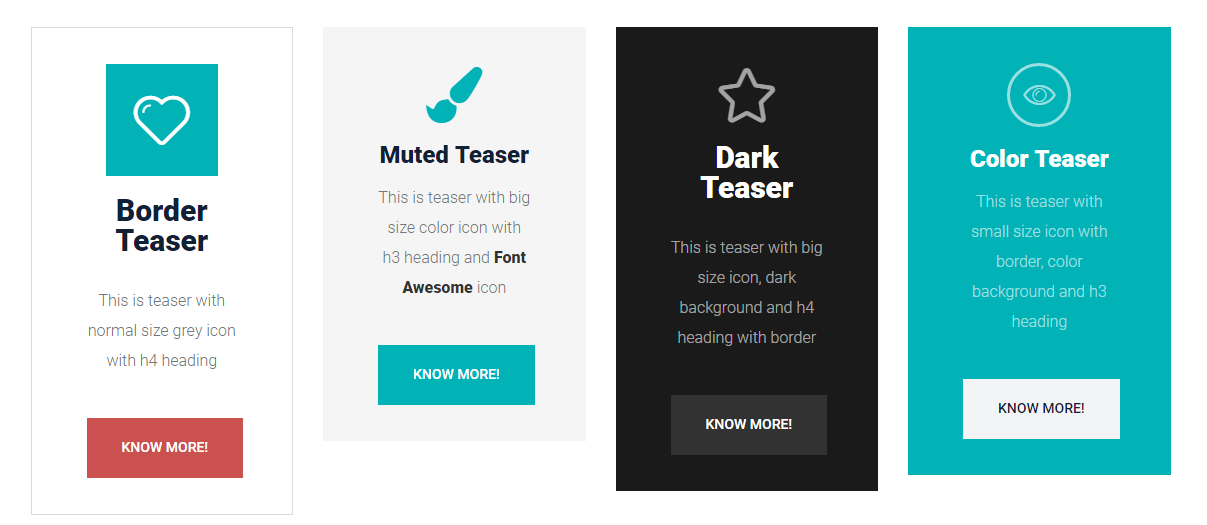 Border
Teaser
This is teaser with
normal size grey icon
with h4 heading
KNOW MORE!
Muted Teaser
This is teaser with big
size color icon with
h3 heading and Font
Awesome icon
KNOW MORE!
Dark
Teaser
This is teaser with big
size icon, dark
background and h4
heading with border
KNOW MORE!
Color Teaser
This is teaser with
small size icon with
border, color
background and h3
heading
KNOW MORE!